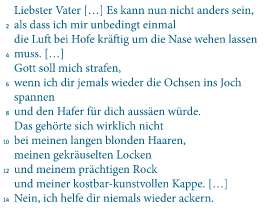 Liebster Vater […] Es kann nun nicht anders sein,
2 als dass ich mir unbedingt einmal
die Luft bei Hofe kräftig um die Nase wehen lassen
4 muss. […]
Gott soll mich strafen,
6 wenn ich dir jemals wieder die Ochsen ins Joch
spannen
8 und den Hafer für dich aussäen würde.
Das gehörte sich wirklich nicht
10 bei meinen langen blonden Haaren,
meinen gekräuselten Locken
12 und meinem prächtigen Rock
und meiner kostbar-kunstvollen Kappe. […]
14 Nein, ich helfe dir niemals wieder ackern.